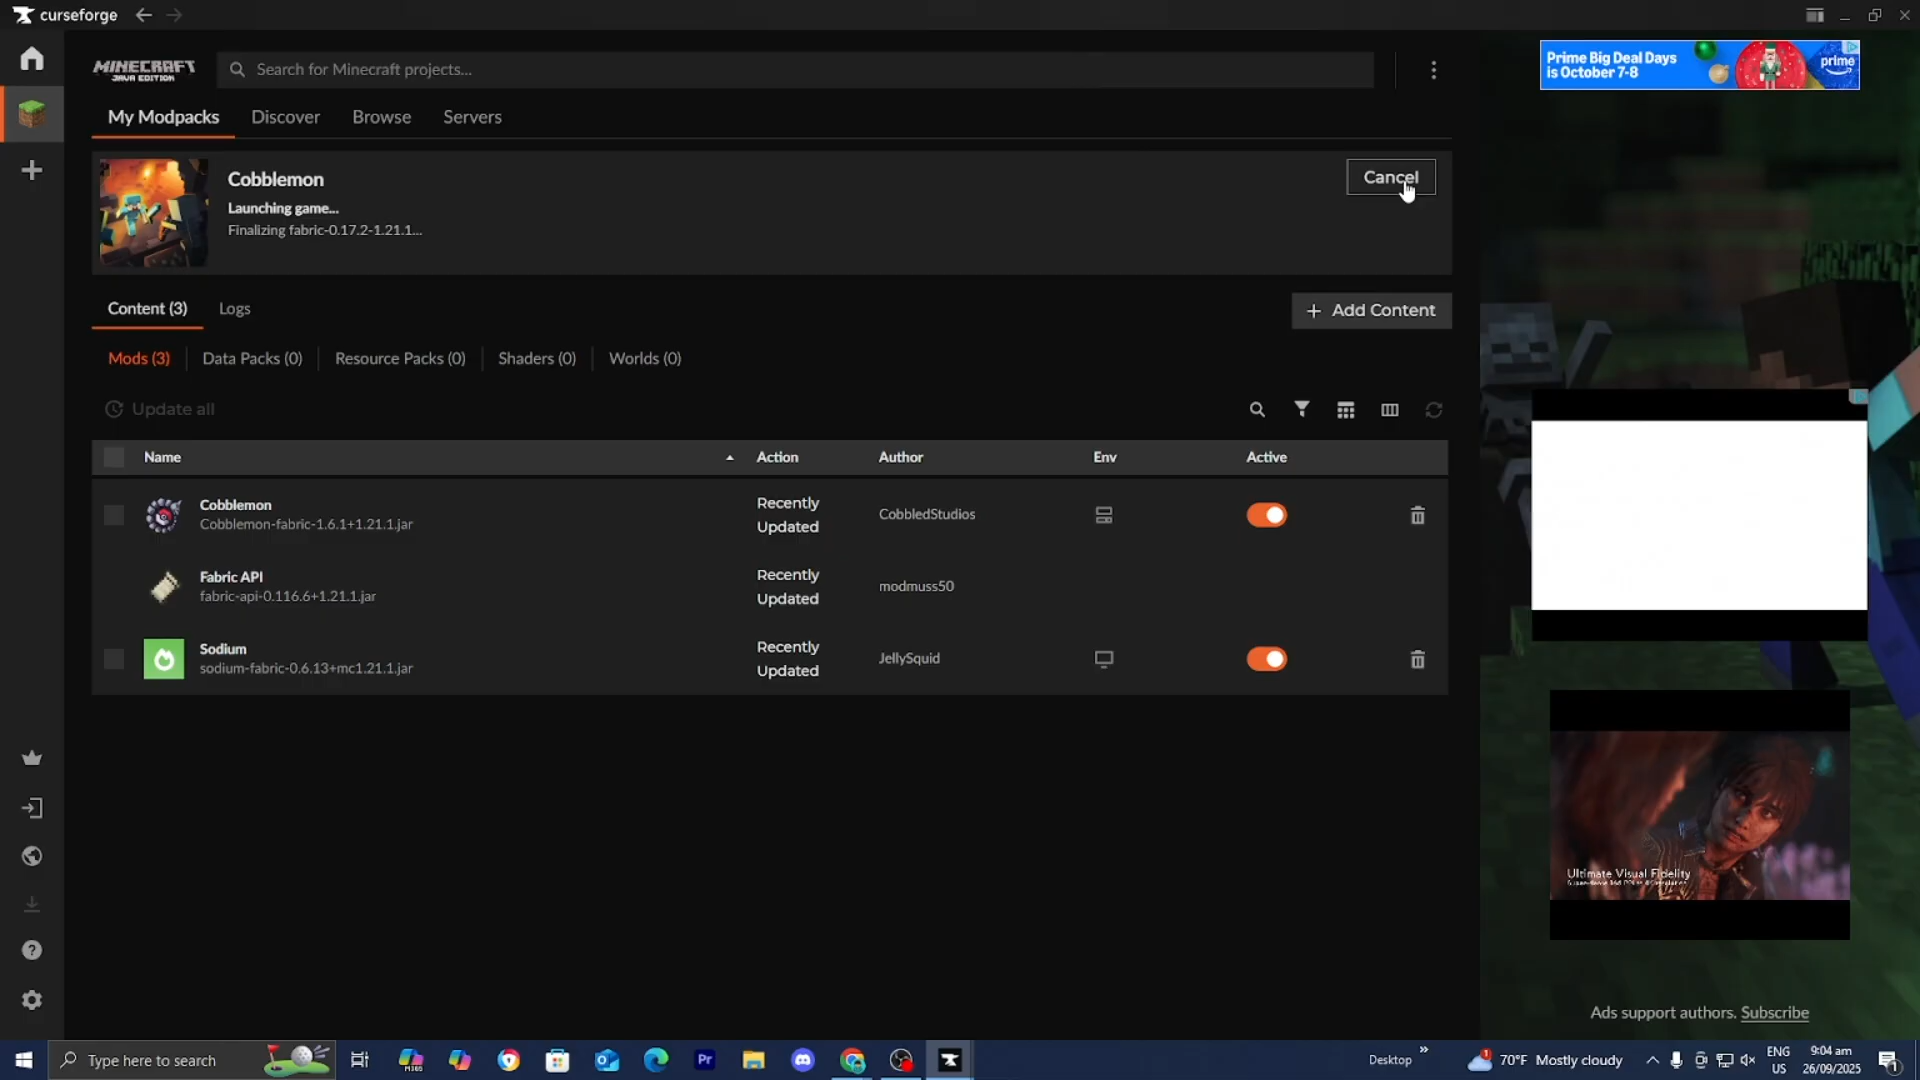 curseforge
MINECRAFT
JAVA EDITION
Search for Minecraft projects...
Prime Big Deal Days
is October 7-8
prime
My Modpacks
Discover
Browse
Servers
Cobblemon
Launching game...
Finalizing fabric-0.17.2-1.21.1...
Cancel
Content (3)
Logs
+ Add Content
Mods (3)
Data Packs (0)
Resource Packs (0)
Shaders (0)
Worlds (0)
Update all
Name
Action
Author
Env
Active
Cobblemon
Cobblemon-fabric-1.6.1+1.21.1.jar
Recently
Updated
CobbledStudios
Fabric API
fabric-api-0.116.6+1.21.1.jar
Recently
Updated
modmuss50
Sodium
sodium-fabric-0.6.13+mc1.21.1.jar
Recently
Updated
JellySquid
Ultimate Visual Fidelity
Ads support authors. Subscribe
Type here to search
M365
Pr
Desktop
1
70°F Mostly cloudy
ENG
US
9:04 am
26/09/2025
1